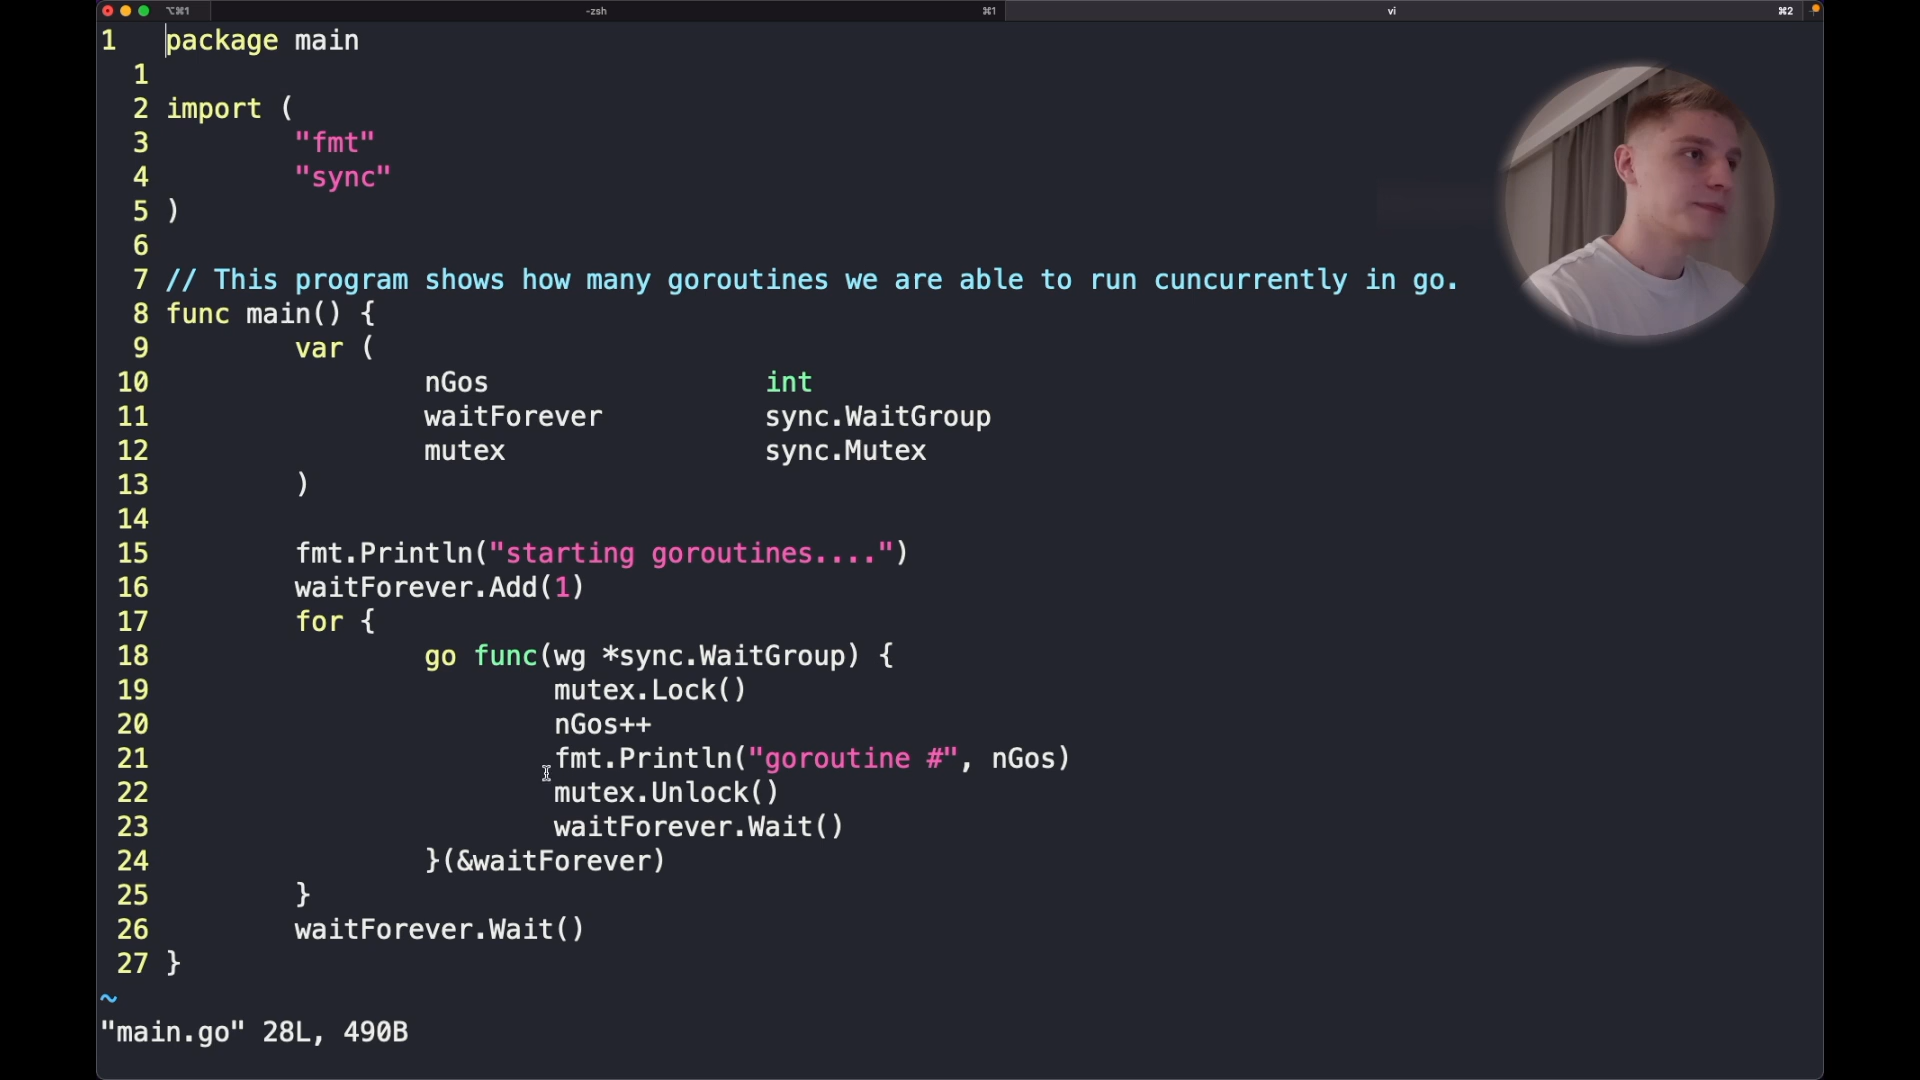 ⌥⌘1 -zsh ⌘1 vi ⌘2
1 package main
1
2 import (
3 "fmt"
4 "sync"
5 )
6
7 // This program shows how many goroutines we are able to run cuncurrently in go.
8 func main() {
9 var (
10 nGos int
11 waitForever sync.WaitGroup
12 mutex sync.Mutex
13 )
14
15 fmt.Println("starting goroutines....")
16 waitForever.Add(1)
17 for {
18 go func(wg *sync.WaitGroup) {
19 mutex.Lock()
20 nGos++
21 fmt.Println("goroutine #", nGos)
22 mutex.Unlock()
23 waitForever.Wait()
24 }(&waitForever)
25 }
26 waitForever.Wait()
27 }
~
"main.go" 28L, 490B